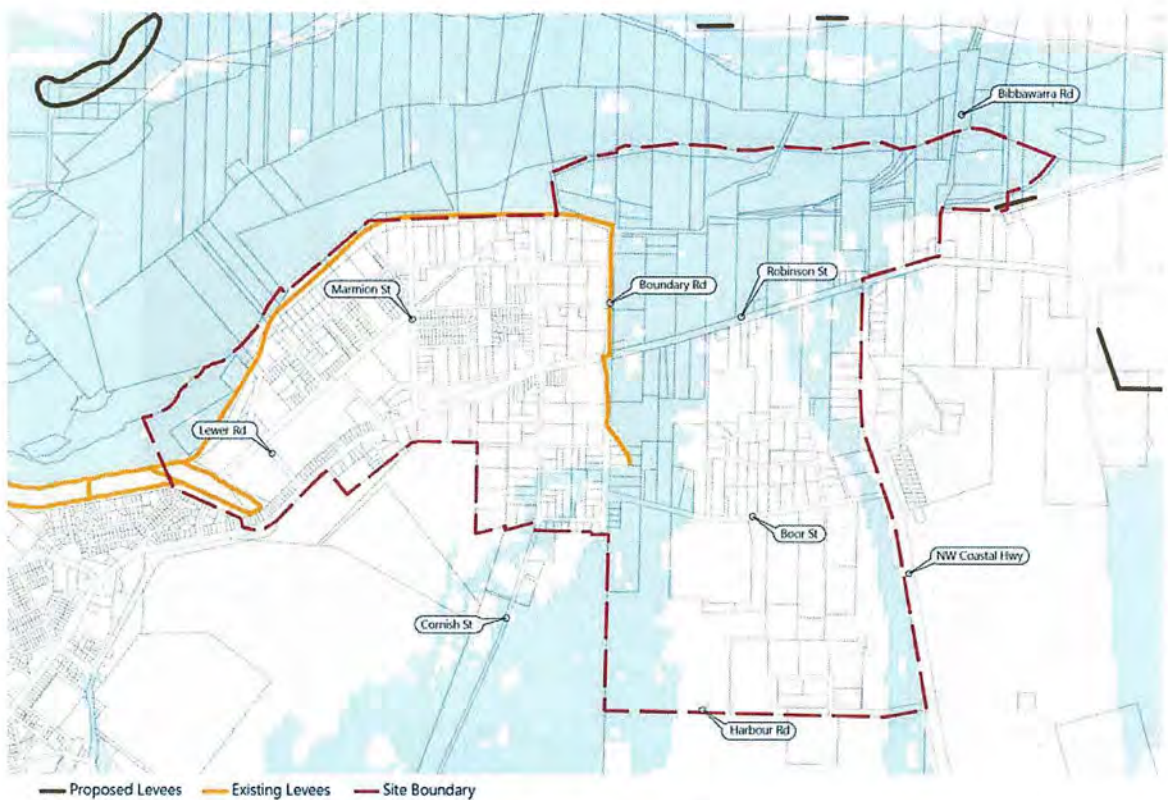 Bibbawarra Rd
Robinson St
Boundary Rd
Marmion St
Lewer Rd
Boor St
NW Coastal Hwy
Cornish St
Harbour Rd
Proposed Levees Existing Levees Site Boundary